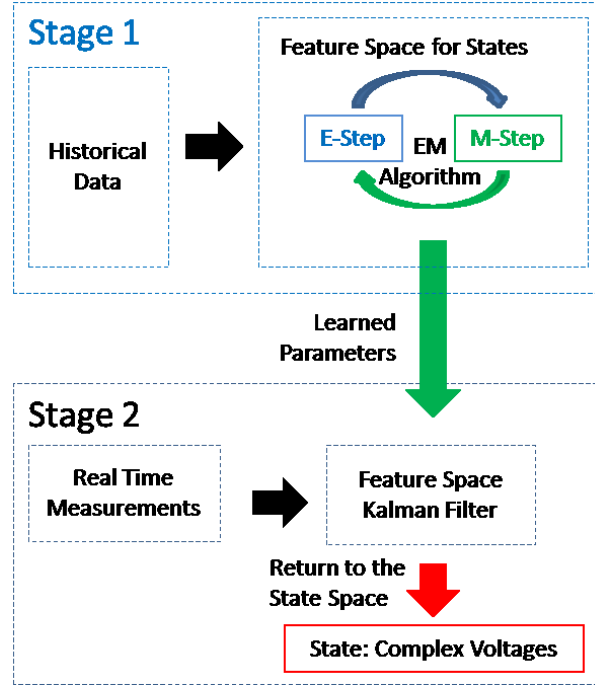 Stage 1
Historical
Data
Feature Space for States
E-Step
EM
Algorithm
M-Step
Learned
Parameters
Stage 2
Real Time
Measurements
Feature Space
Kalman Filter
Return to the
State Space
State: Complex Voltages